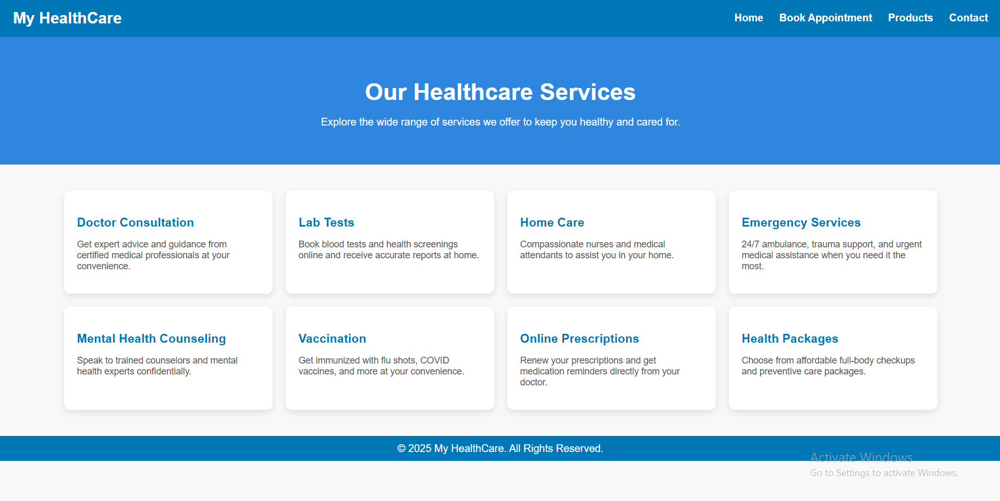 My HealthCare
Home Book Appointment Products Contact
Our Healthcare Services
Explore the wide range of services we offer to keep you healthy and cared for.
Doctor Consultation
Get expert advice and guidance from
certified medical professionals at your
convenience.
Lab Tests
Book blood tests and health screenings
online and receive accurate reports at home.
Home Care
Compassionate nurses and medical
attendants to assist you in your home.
Emergency Services
24/7 ambulance, trauma support, and urgent
medical assistance when you need it the
most.
Mental Health Counseling
Speak to trained counselors and mental
health experts confidentially.
Vaccination
Get immunized with flu shots, COVID
vaccines, and more at your convenience.
Online Prescriptions
Renew your prescriptions and get
medication reminders directly from your
doctor.
Health Packages
Choose from affordable full-body checkups
and preventive care packages.
© 2025 My HealthCare. All Rights Reserved.
Activate Windows
Go to Settings to activate Windows.